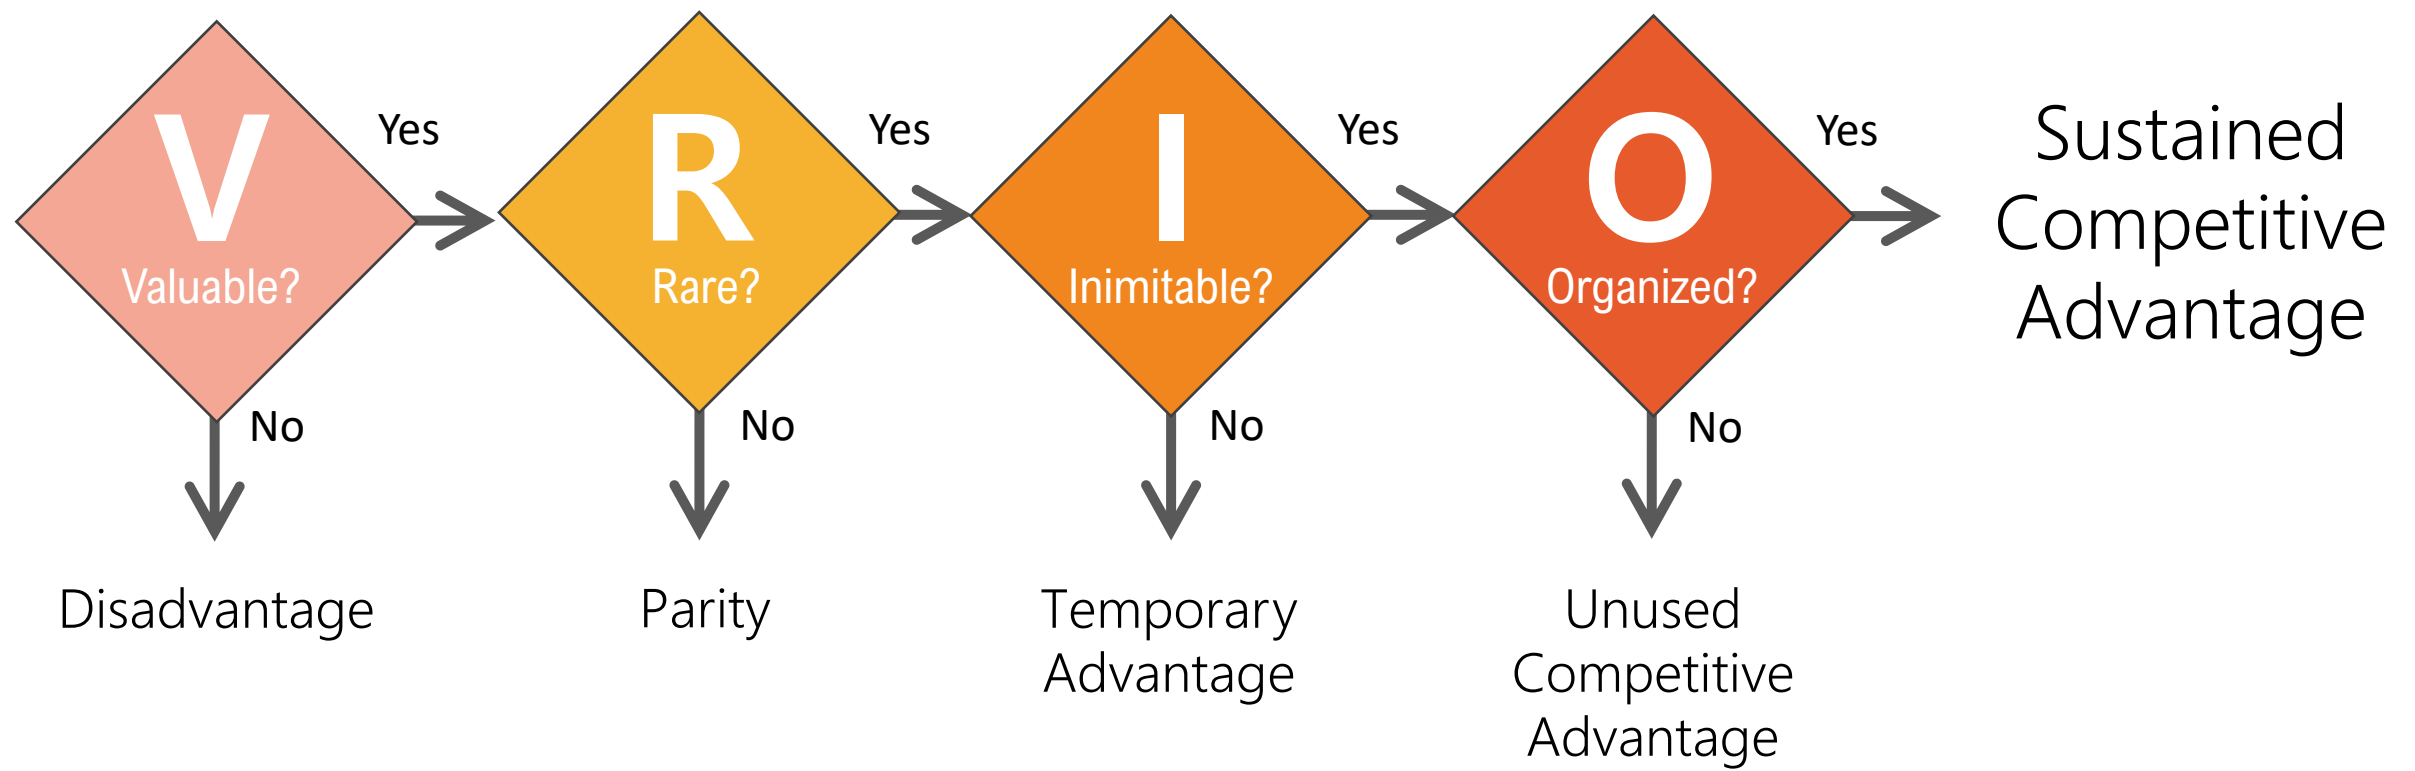 V
Valuable?
Yes
No
Disadvantage
R
Rare?
Yes
No
Parity
I
Inimitable?
Yes
No
Temporary
Advantage
O
Organized?
Yes
No
Unused
Competitive
Advantage
Sustained
Competitive
Advantage